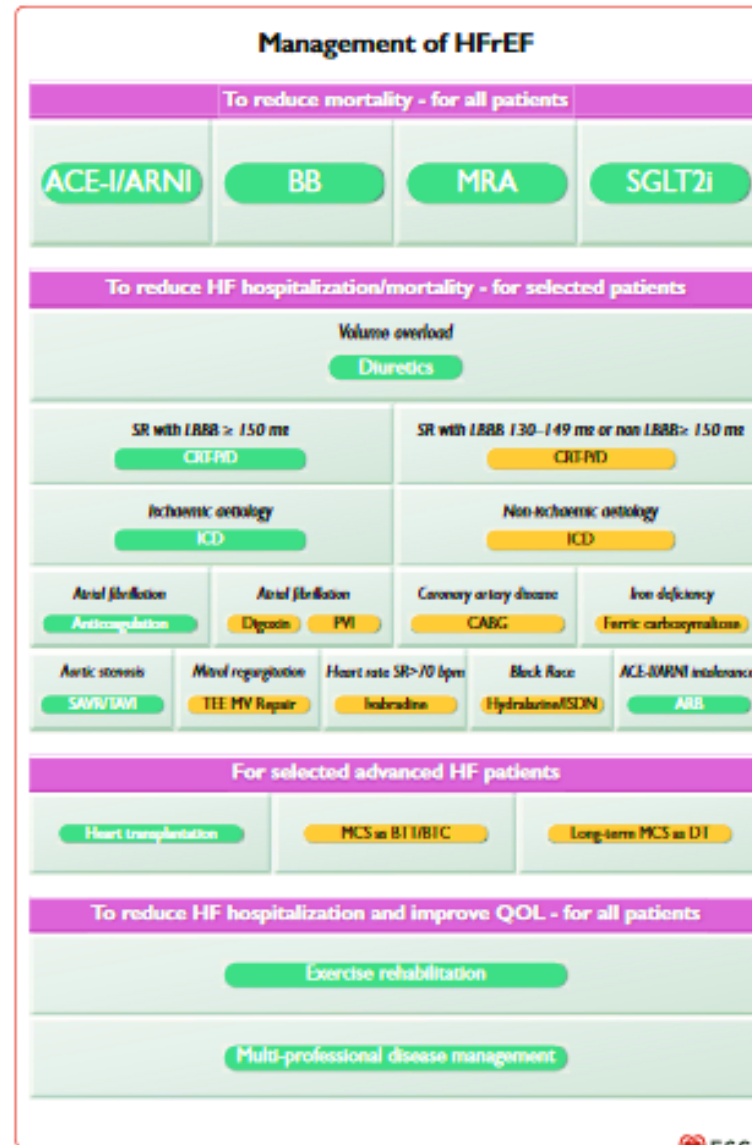 Management of HFrEF
To reduce mortality - for all patients
ACE-I/ARNI BB MRA SGLT2i
To reduce HF hospitalization/mortality - for selected patients
Volume overload
Diuretics
SR with LBBB ≥ 150 ms SR with LBBB 130–149 ms or non LBBB ≥ 150 ms
CRT-P/D CRT-P/D
Ischaemic aetiology Non-ischaemic aetiology
ICD ICD
Atrial fibrillation Atrial fibrillation Coronary artery disease Iron deficiency
Anticoagulation Digoxin PVI CABG Ferric carboxymaltose
Aortic stenosis Mitral regurgitation Heart rate SR>70 bpm Black Race ACE-I/ARNI intolerance
SAVR/TAVI TEE MV Repair Ivabradine Hydralazine/ISDN ARB
For selected advanced HF patients
Heart transplantation MCS as BTT/BTC Long-term MCS as DT
To reduce HF hospitalization and improve QOL - for all patients
Exercise rehabilitation
Multi-professional disease management